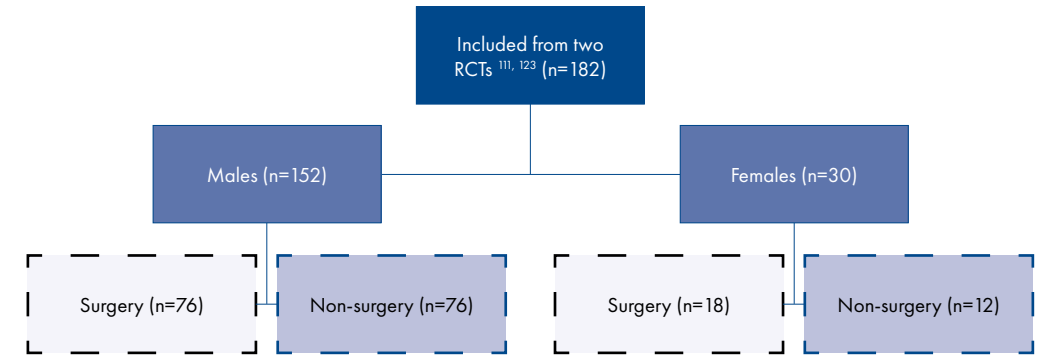 Included from two
RCTs 111, 123 (n=182)
Males (n=152)
Females (n=30)
Surgery (n=76)
Non-surgery (n=76)
Surgery (n=18)
Non-surgery (n=12)